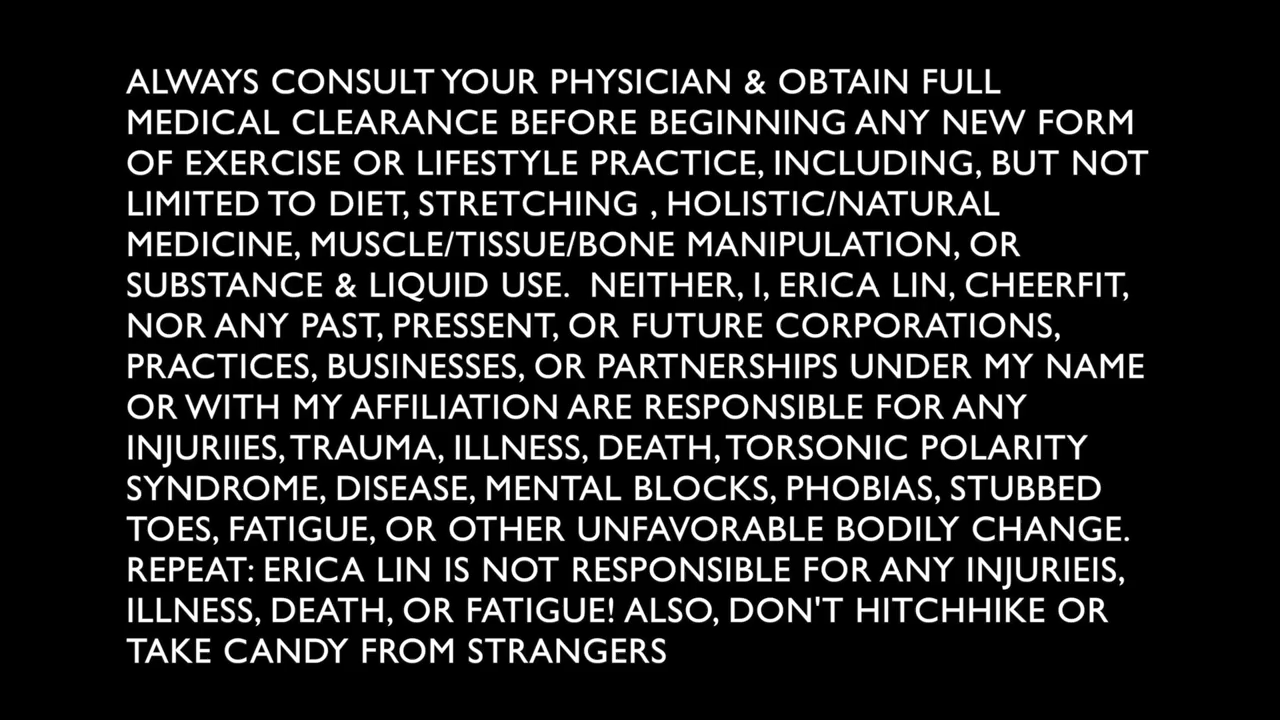 ALWAYS CONSULT YOUR PHYSICIAN & OBTAIN FULL
MEDICAL CLEARANCE BEFORE BEGINNING ANY NEW FORM
OF EXERCISE OR LIFESTYLE PRACTICE, INCLUDING, BUT NOT
LIMITED TO DIET, STRETCHING , HOLISTIC/NATURAL
MEDICINE, MUSCLE/TISSUE/BONE MANIPULATION, OR
SUBSTANCE & LIQUID USE.  NEITHER, I, ERICA LIN, CHEERFIT,
NOR ANY PAST, PRESSENT, OR FUTURE CORPORATIONS,
PRACTICES, BUSINESSES, OR PARTNERSHIPS UNDER MY NAME
OR WITH MY AFFILIATION ARE RESPONSIBLE FOR ANY
INJURIIES, TRAUMA, ILLNESS, DEATH, TORSONIC POLARITY
SYNDROME, DISEASE, MENTAL BLOCKS, PHOBIAS, STUBBED
TOES, FATIGUE, OR OTHER UNFAVORABLE BODILY CHANGE.
REPEAT: ERICA LIN IS NOT RESPONSIBLE FOR ANY INJURIEIS,
ILLNESS, DEATH, OR FATIGUE! ALSO, DON'T HITCHHIKE OR
TAKE CANDY FROM STRANGERS